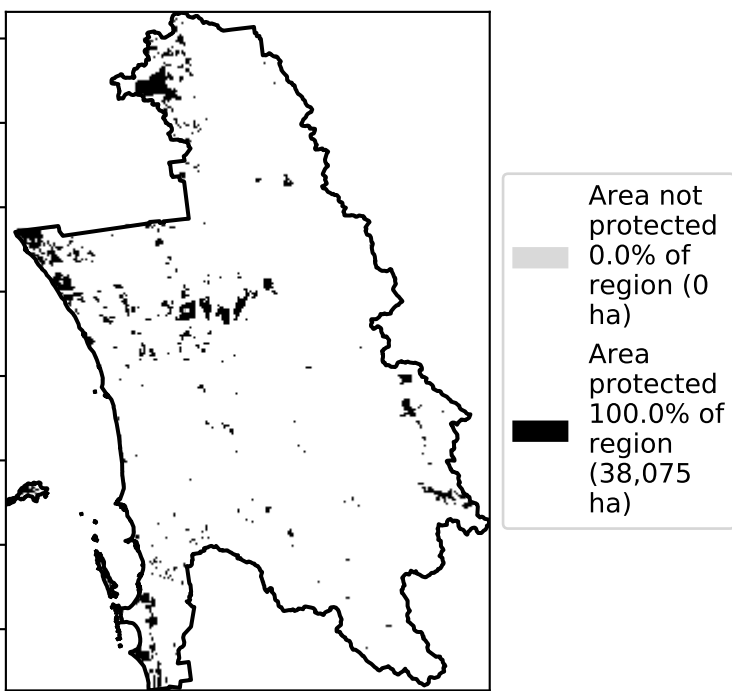 Area not
protected
0.0% of
region (0
ha)
Area
protected
100.0% of
region
(38,075
ha)